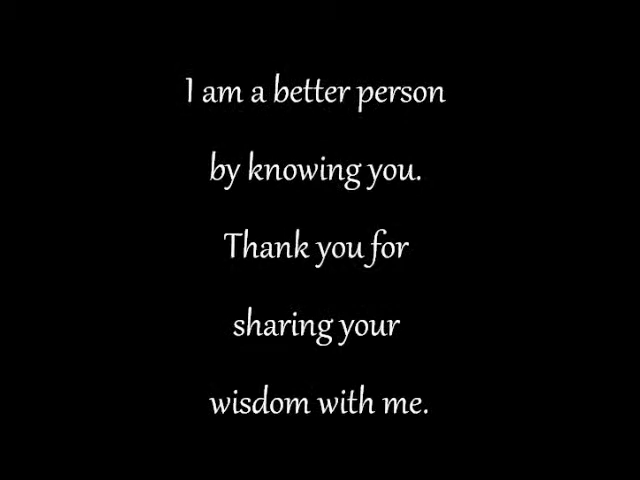 I am a better person
by knowing you.
Thank you for
sharing your
wisdom with me.